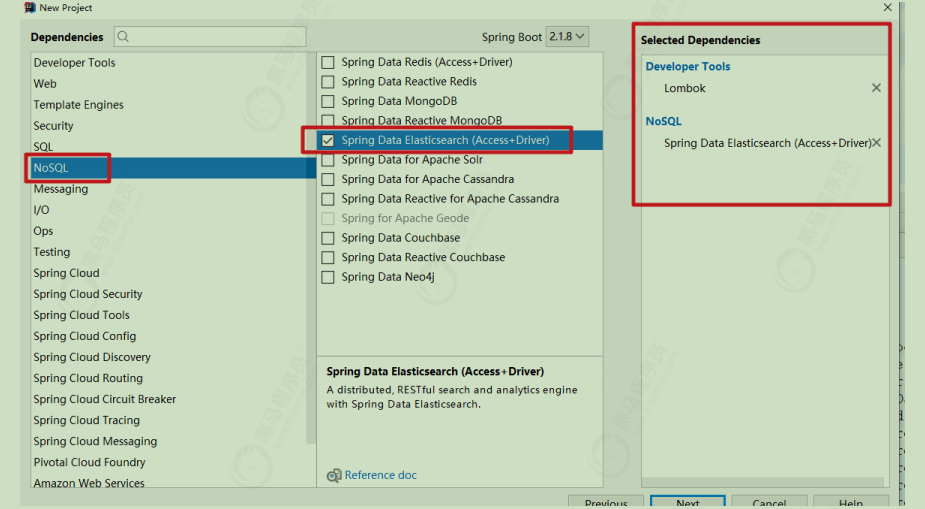 New Project
Dependencies
Spring Boot 2.1.8
Developer Tools
Web
Template Engines
Security
SQL
NoSQL
Messaging
I/O
Ops
Testing
Spring Cloud
Spring Cloud Security
Spring Cloud Tools
Spring Cloud Config
Spring Cloud Discovery
Spring Cloud Routing
Spring Cloud Circuit Breaker
Spring Cloud Tracing
Spring Cloud Messaging
Pivotal Cloud Foundry
Amazon Web Services
Spring Data Redis (Access+Driver)
Spring Data Reactive Redis
Spring Data MongoDB
Spring Data Reactive MongoDB
Spring Data Elasticsearch (Access+Driver)
Spring Data for Apache Solr
Spring Data for Apache Cassandra
Spring Data Reactive for Apache Cassandra
Spring for Apache Geode
Spring Data Couchbase
Spring Data Reactive Couchbase
Spring Data Neo4j
Spring Data Elasticsearch (Access+Driver)
A distributed, RESTful search and analytics engine
with Spring Data Elasticsearch.
Reference doc
Selected Dependencies
Developer Tools
Lombok
NoSQL
Spring Data Elasticsearch (Access+Driver)
Previous
Next
Cancel
Help